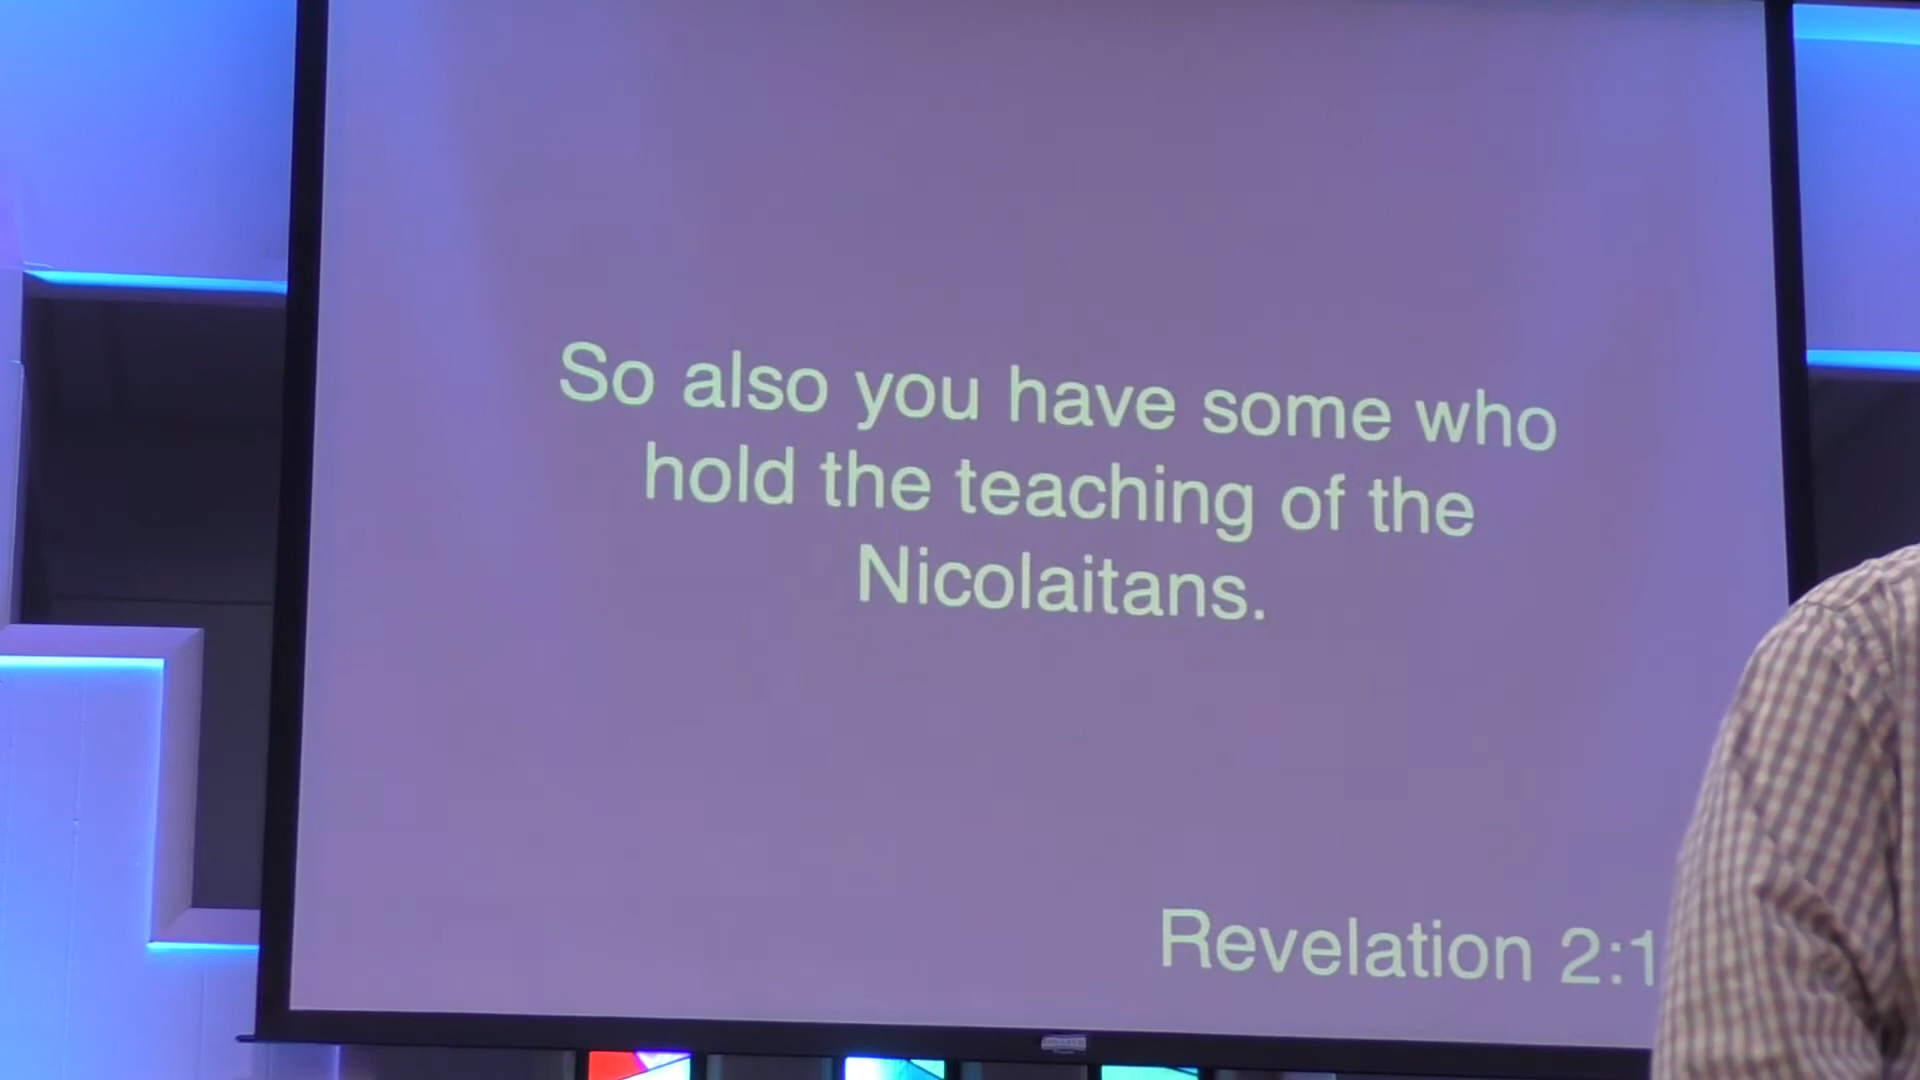 So also you have some who
hold the teaching of the
Nicolaitans.
Revelation 2:1